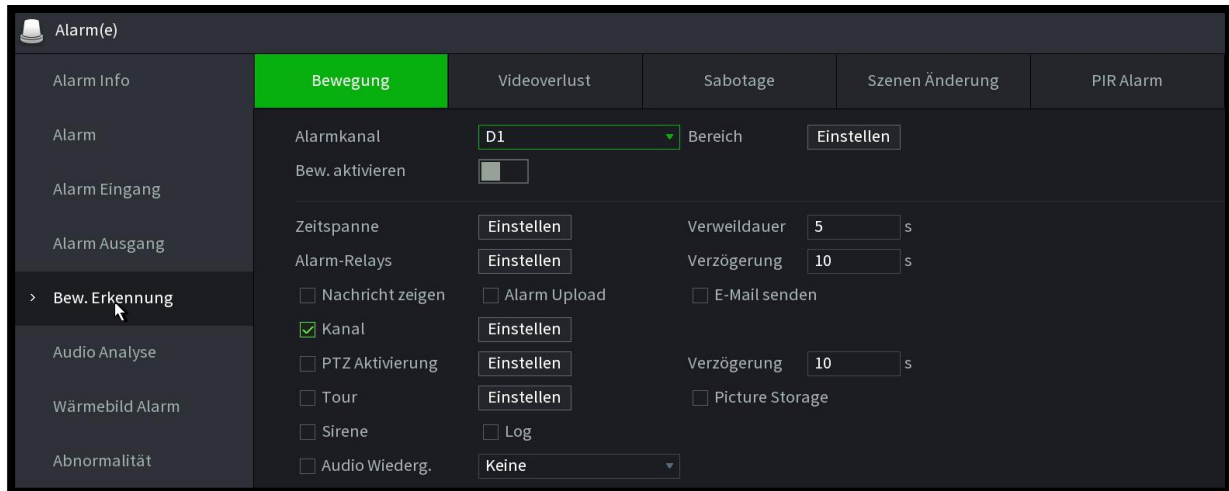 Alarm(e)
Alarm Info
Alarm
Alarm Eingang
Alarm Ausgang
> Bew. Erkennung
Audio Analyse
Wärmebild Alarm
Abnormalität
Bewegung Videoverlust Sabotage Szenen Änderung PIR Alarm
Alarmkanal D1 Bereich Einstellen
Bew. aktivieren
Zeitspanne Einstellen Verweildauer 5 s
Alarm-Relays Einstellen Verzögerung 10 s
Nachricht zeigen Alarm Upload E-Mail senden
Kanal Einstellen
PTZ Aktivierung Einstellen Verzögerung 10 s
Tour Einstellen Picture Storage
Sirene Log
Audio Wiederg. Keine